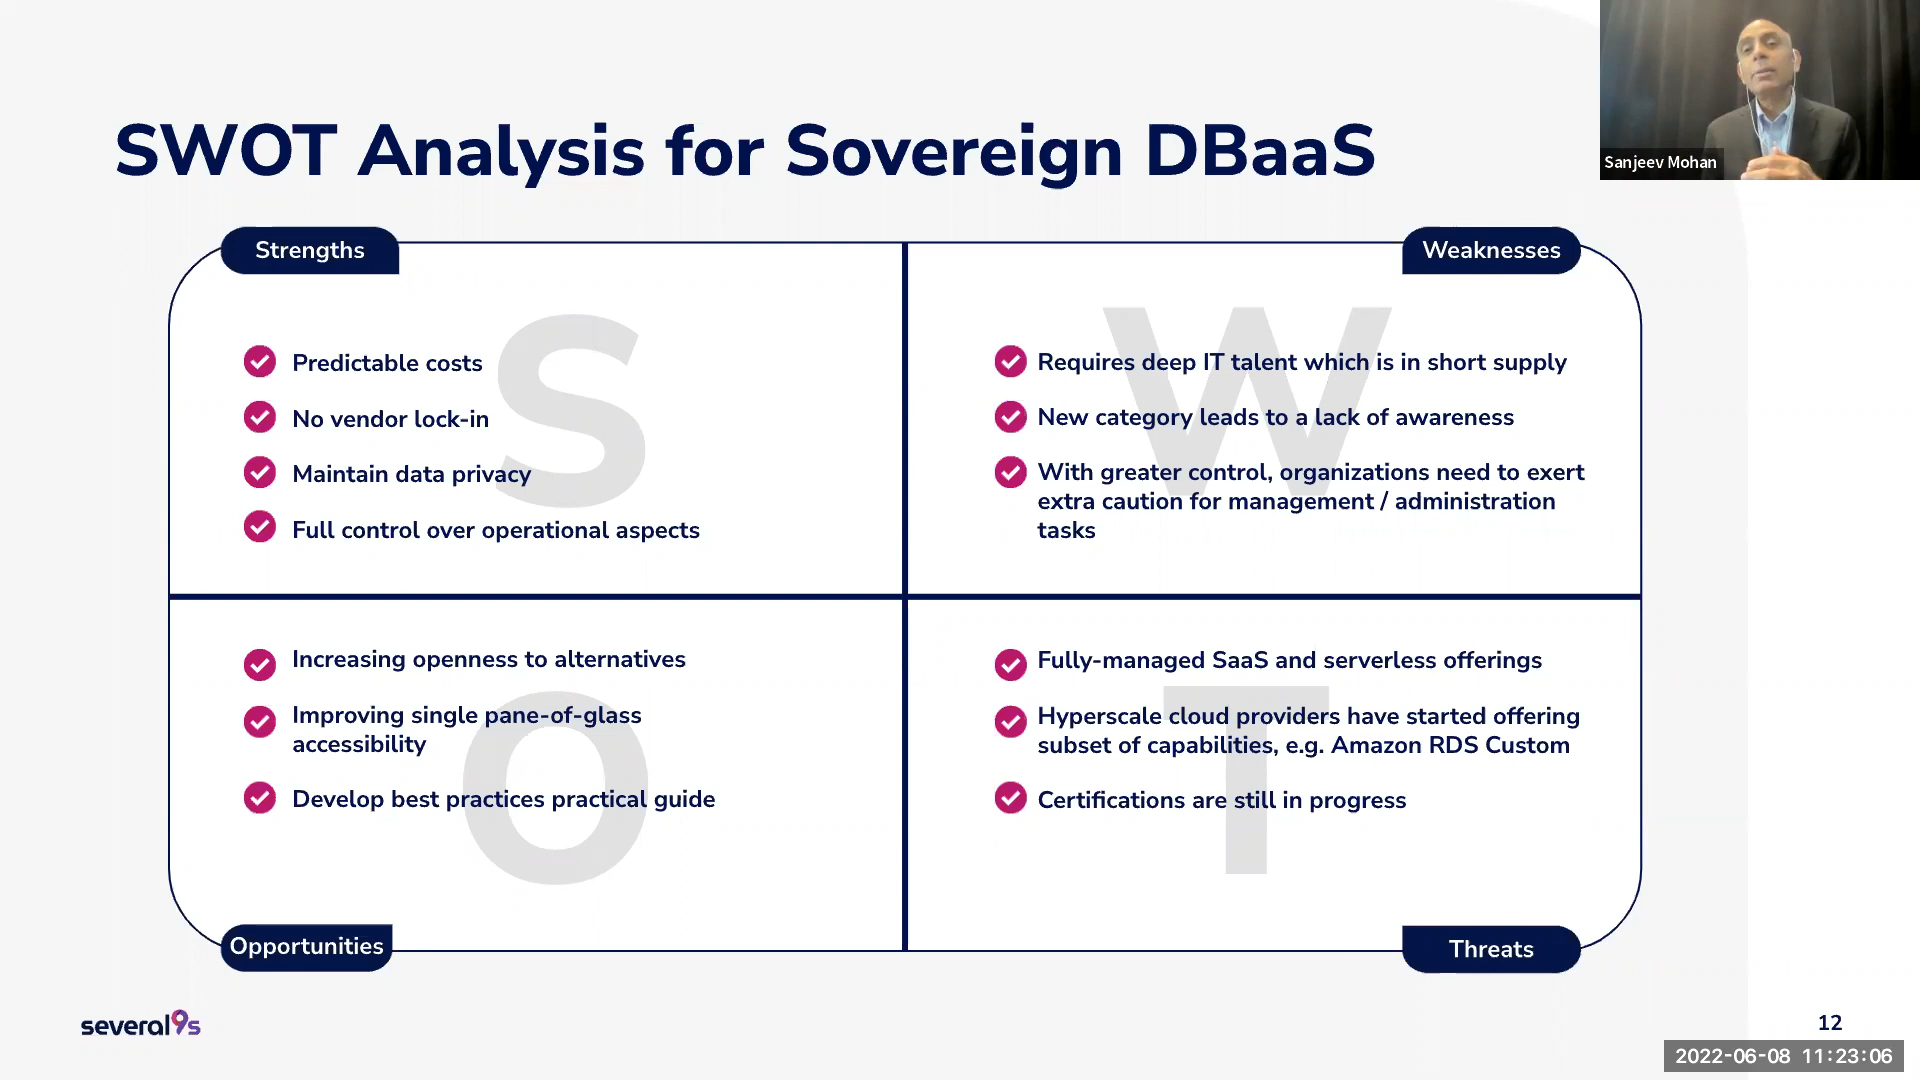 SWOT Analysis for Sovereign DBaaS
Sanjeev Mohan
Strengths
S
Predictable costs
No vendor lock-in
Maintain data privacy
Full control over operational aspects
Weaknesses
W
Requires deep IT talent which is in short supply
New category leads to a lack of awareness
With greater control, organizations need to exert
extra caution for management / administration
tasks
O
Increasing openness to alternatives
Improving single pane-of-glass
accessibility
Develop best practices practical guide
Opportunities
T
Fully-managed SaaS and serverless offerings
Hyperscale cloud providers have started offering
subset of capabilities, e.g. Amazon RDS Custom
Certifications are still in progress
Threats
several9s
12
2022-06-08 11:23:06